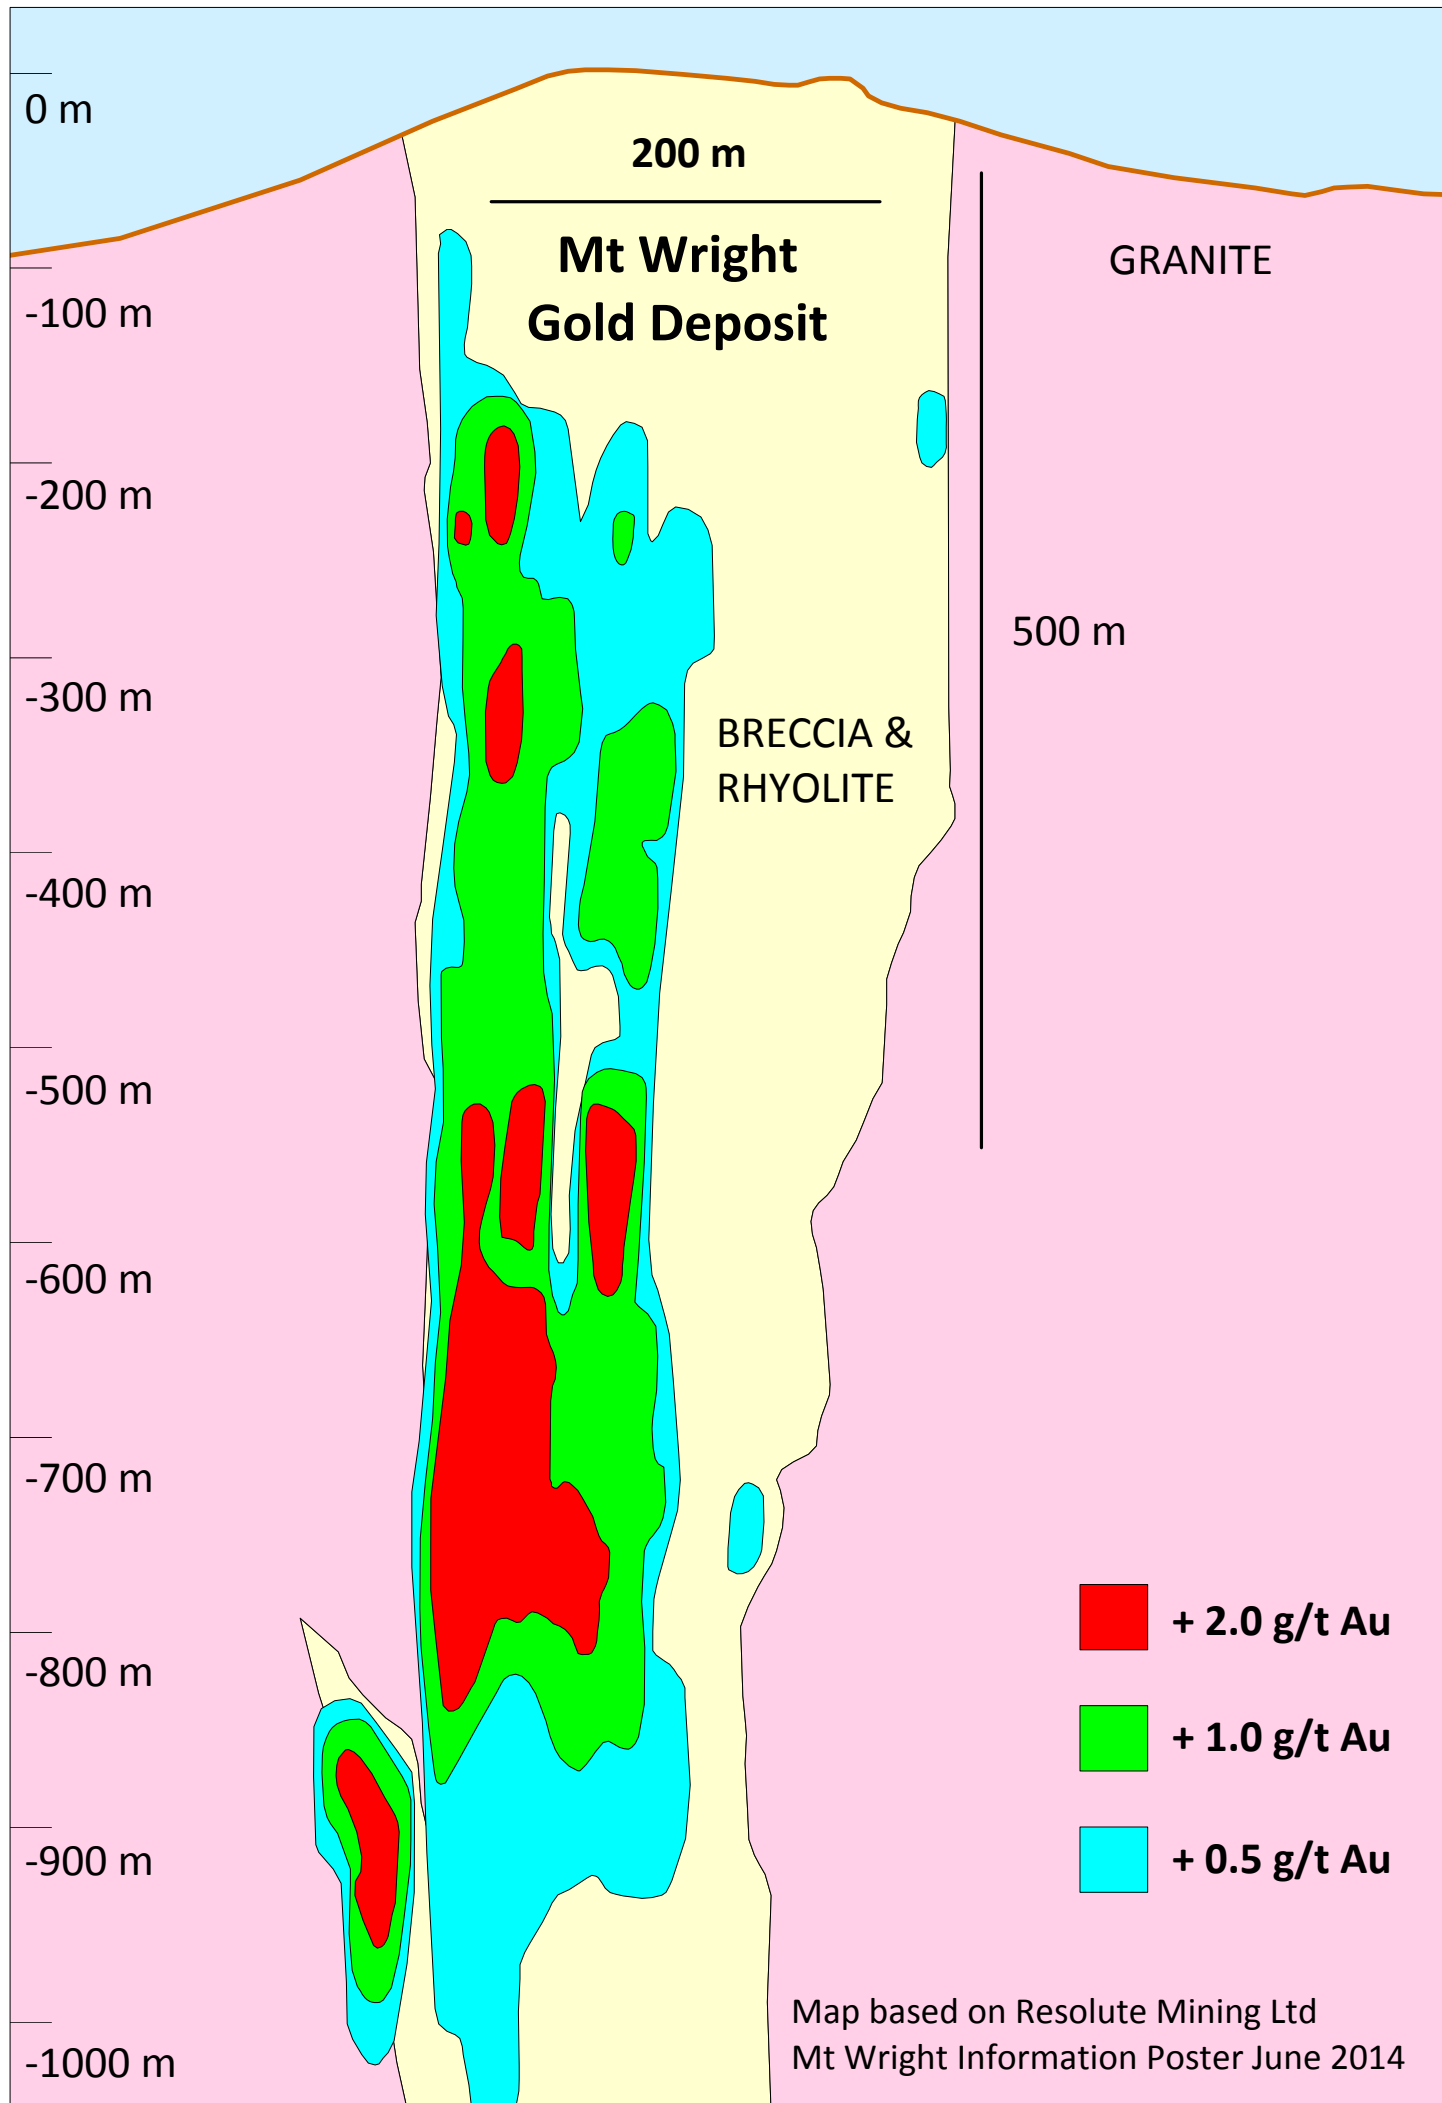 0 m
200 m
Mt Wright
Gold Deposit
GRANITE
-100 m
-200 m
500 m
-300 m
BRECCIA &
RHYOLITE
-400 m
-500 m
-600 m
-700 m
+ 2.0 g/t Au
-800 m
+ 1.0 g/t Au
-900 m
+ 0.5 g/t Au
-1000 m
Map based on Resolute Mining Ltd
Mt Wright Information Poster June 2014